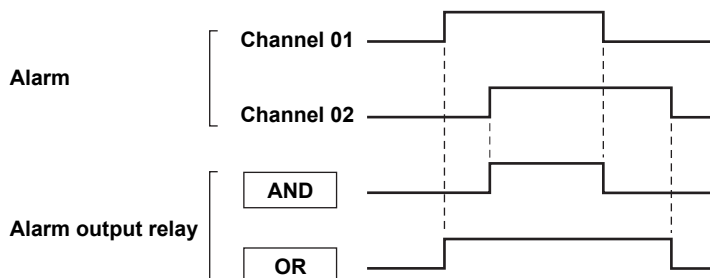 Alarm
Channel 01
Channel 02
Alarm output relay
AND
OR